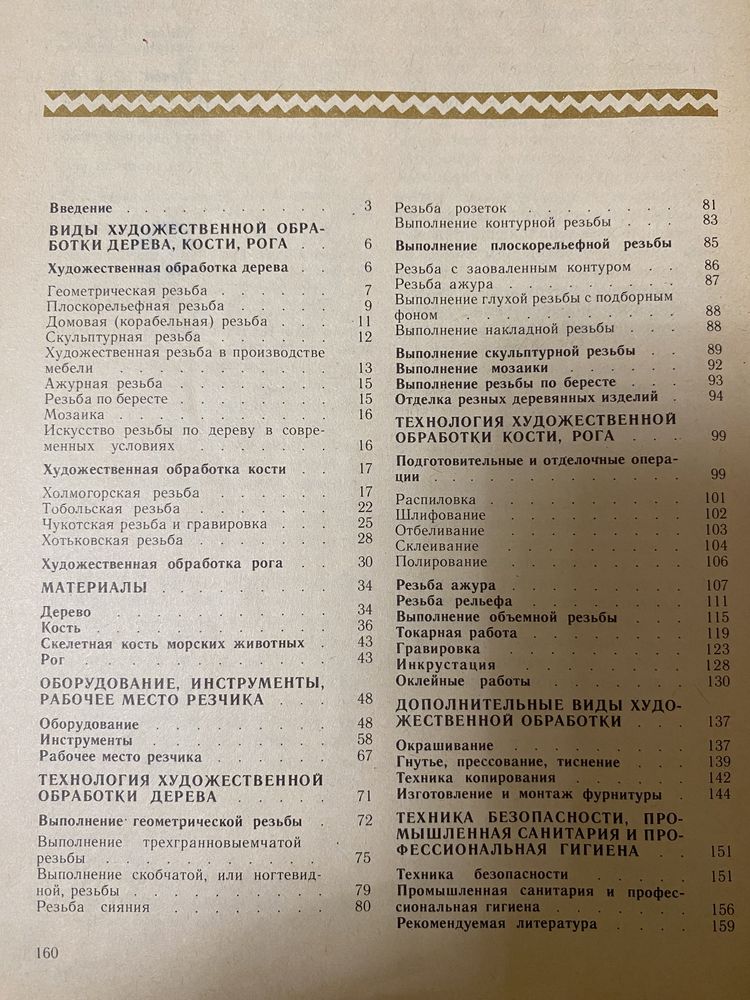 Введение . . . . . . . . . . . 3
ВИДЫ ХУДОЖЕСТВЕННОЙ ОБРА-
БОТКИ ДЕРЕВА, КОСТИ, РОГА . . 6
Художественная обработка дерева . . 6
Геометрическая резьба . . . . . . 7
Плоскорельефная резьба . . . . . 9
Домовая (корабельная) резьба . . . 11
Скульптурная резьба . . . . . . 12
Художественная резьба в производстве
мебели . . . . . . . . . . 13
Ажурная резьба . . . . . . . . 15
Резьба по бересте . . . . . . . 15
Мозаика . . . . . . . . . . 16
Искусство резьбы по дереву в совре-
менных условиях . . . . . . . 16
Художественная обработка кости . . 17
Холмогорская резьба . . . . . . 17
Тобольская резьба . . . . . . . 22
Чукотская резьба и гравировка . . . 25
Хотьковская резьба . . . . . . . 28
Художественная обработка рога . . . 30
МАТЕРИАЛЫ . . . . . . . . . 34
Дерево . . . . . . . . . . . 34
Кость . . . . . . . . . . . 36
Скелетная кость морских животных . 43
Рог . . . . . . . . . . . . 43
ОБОРУДОВАНИЕ, ИНСТРУМЕНТЫ,
РАБОЧЕЕ МЕСТО РЕЗЧИКА . . . 48
Оборудование . . . . . . . . . 48
Инструменты . . . . . . . . . 58
Рабочее место резчика . . . . . . 67
ТЕХНОЛОГИЯ ХУДОЖЕСТВЕННОЙ
ОБРАБОТКИ ДЕРЕВА . . . . . 71
Выполнение геометрической резьбы . 72
Выполнение трехгранновыемчатой
резьбы . . . . . . . . . . 75
Выполнение скобчатой, или ногтевид-
ной, резьбы . . . . . . . . . 79
Резьба сияния . . . . . . . . 80
160
Резьба розеток . . . . . . . . 81
Выполнение контурной резьбы . . . 83
Выполнение плоскорельефной резьбы 85
Резьба с заоваленным контуром . . 86
Резьба ажура . . . . . . . . . 87
Выполнение глухой резьбы с подборным
фоном . . . . . . . . . . 88
Выполнение накладной резьбы . . . 88
Выполнение скульптурной резьбы . . 89
Выполнение мозаики . . . . . . 92
Выполнение резьбы по бересте . . . 93
Отделка резных деревянных изделий . 94
ТЕХНОЛОГИЯ ХУДОЖЕСТВЕННОЙ
ОБРАБОТКИ КОСТИ, РОГА . . . 99
Подготовительные и отделочные опера-
ции . . . . . . . . . . . . 99
Распиловка . . . . . . . . . 101
Шлифование . . . . . . . . . 102
Отбеливание . . . . . . . . . 103
Склеивание . . . . . . . . . 104
Полирование . . . . . . . . . 106
Резьба ажура . . . . . . . . . 107
Резьба рельефа . . . . . . . . 111
Выполнение объемной резьбы . . . 115
Токарная работа . . . . . . . . 119
Гравировка . . . . . . . . . . 123
Инкрустация . . . . . . . . . 128
Оклейные работы . . . . . . . 130
ДОПОЛНИТЕЛЬНЫЕ ВИДЫ ХУДО-
ЖЕСТВЕННОЙ ОБРАБОТКИ . . . 137
Окрашивание . . . . . . . . . 137
Гнутье, прессование, тиснение . . . 139
Техника копирования . . . . . . 142
Изготовление и монтаж фурнитуры . 144
ТЕХНИКА БЕЗОПАСНОСТИ, ПРО-
МЫШЛЕННАЯ САНИТАРИЯ И ПРО-
ФЕССИОНАЛЬНАЯ ГИГИЕНА . . 151
Техника безопасности . . . . . 151
Промышленная санитария и профес-
сиональная гигиена . . . . . . . 156
Рекомендуемая литература . . . . 159